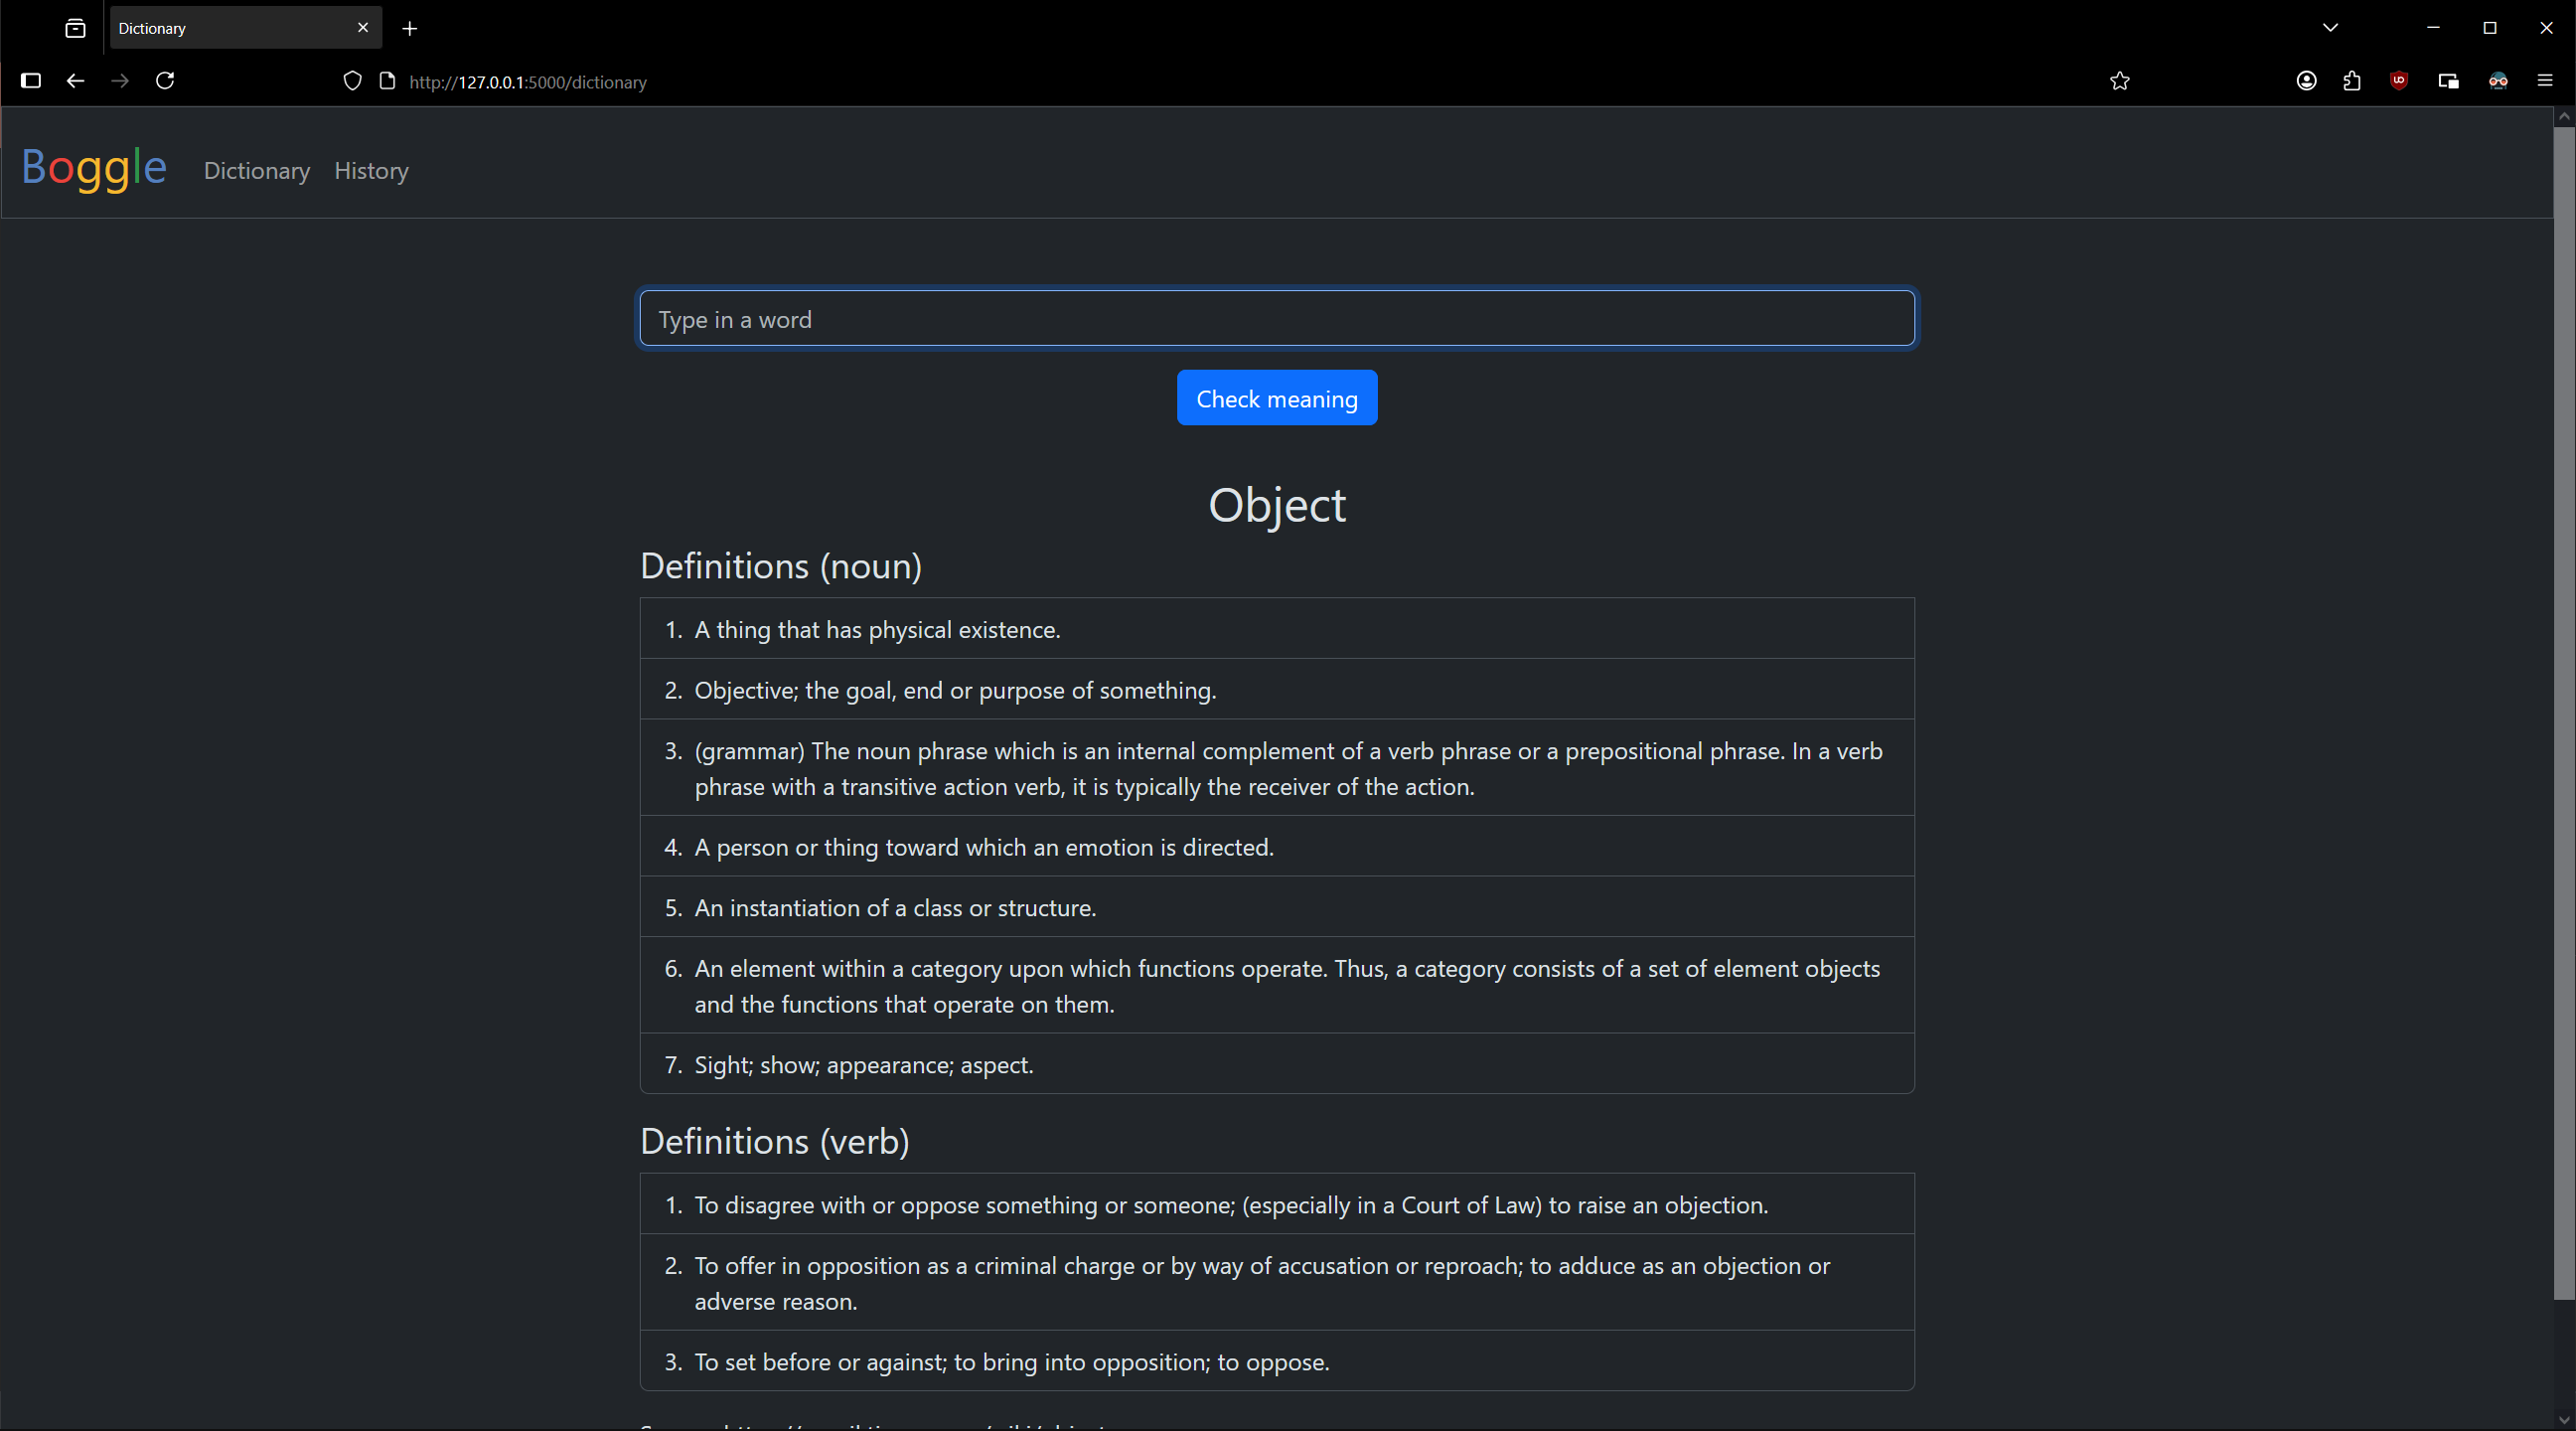 Dictionary
http://127.0.0.1:5000/dictionary
Boggle Dictionary History
Type in a word
Check meaning
Object
Definitions (noun)
1. A thing that has physical existence.
2. Objective; the goal, end or purpose of something.
3. (grammar) The noun phrase which is an internal complement of a verb phrase or a prepositional phrase. In a verb
phrase with a transitive action verb, it is typically the receiver of the action.
4. A person or thing toward which an emotion is directed.
5. An instantiation of a class or structure.
6. An element within a category upon which functions operate. Thus, a category consists of a set of element objects
and the functions that operate on them.
7. Sight; show; appearance; aspect.
Definitions (verb)
1. To disagree with or oppose something or someone; (especially in a Court of Law) to raise an objection.
2. To offer in opposition as a criminal charge or by way of accusation or reproach; to adduce as an objection or
adverse reason.
3. To set before or against; to bring into opposition; to oppose.